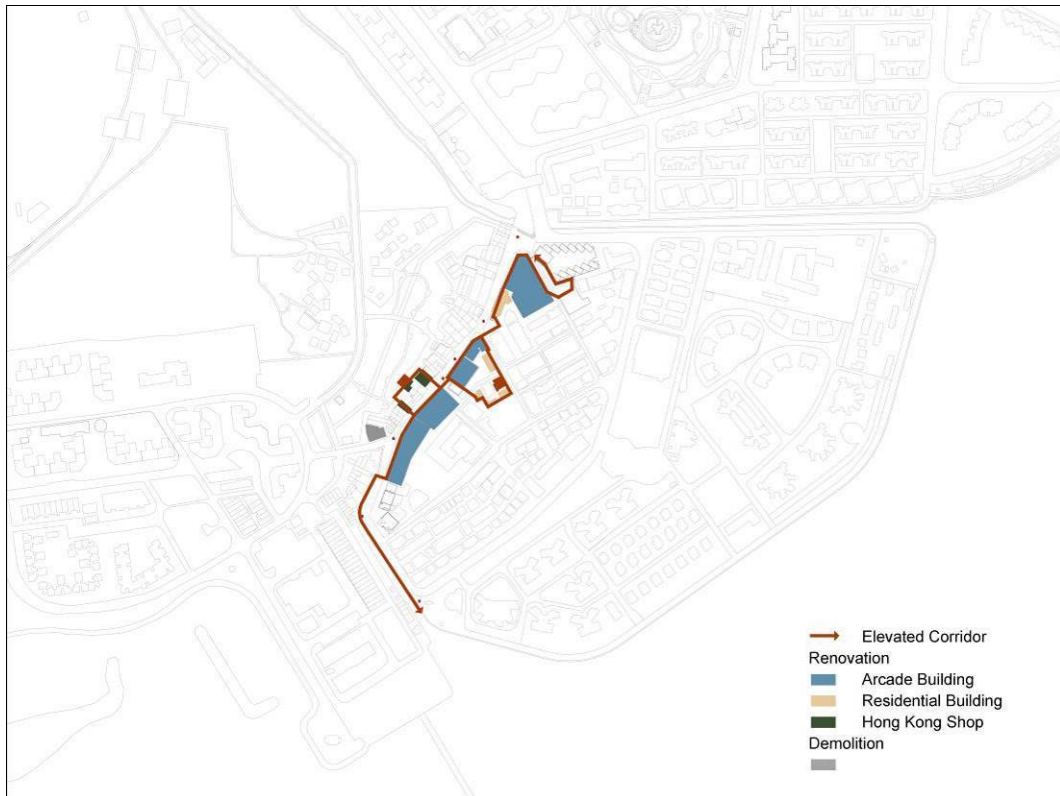 Elevated Corridor
Renovation
Arcade Building
Residential Building
Hong Kong Shop
Demolition